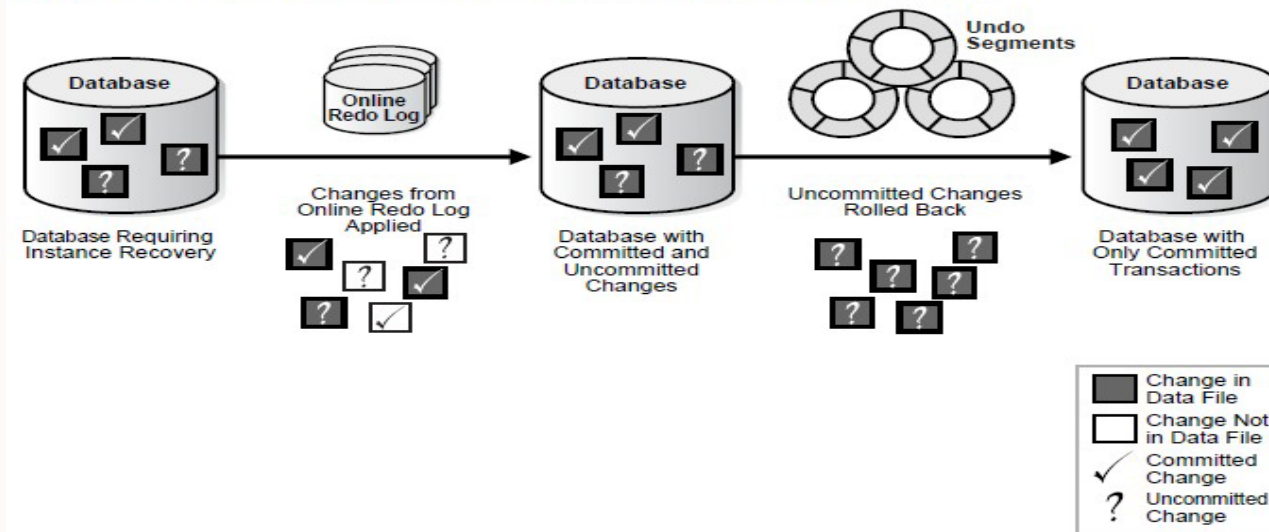 Database
Online
Redo Log
Database
Undo
Segments
Database
Database Requiring
Instance Recovery
Changes from
Online Redo Log
Applied
Database with
Committed and
Uncommitted
Changes
Uncommitted Changes
Rolled Back
Database with
Only Committed
Transactions
Change in
Data File
Change Not
in Data File
Committed
Change
?
Uncommitted
Change